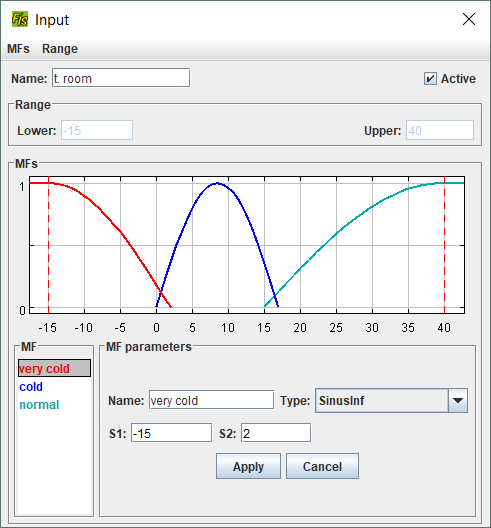 Fis Input
MFs Range
Name: t. room Active
Range
Lower: -15 Upper: 40
MFs
1
0
-15 -10 -5 0 5 10 15 20 25 30 35 40
MF
very cold
cold
normal
MF parameters
Name: very cold Type: SinusInf
S1: -15 S2: 2
Apply Cancel